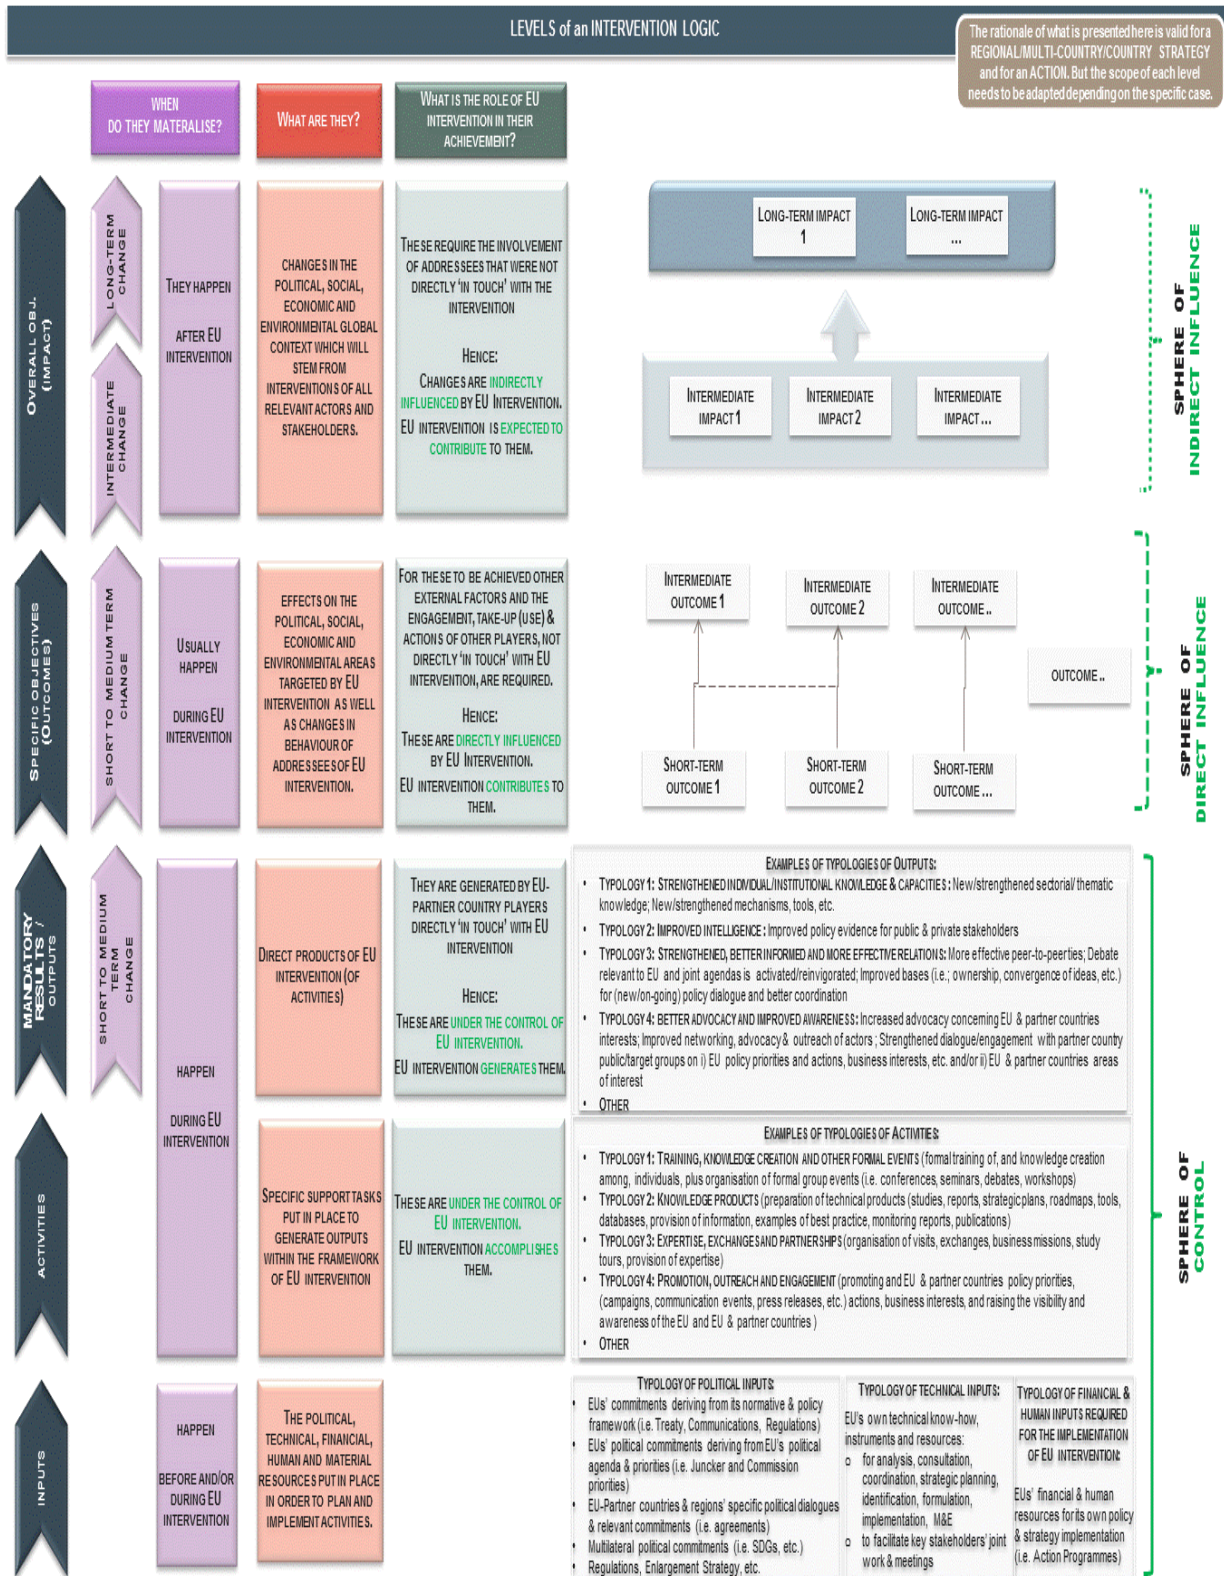 LEVELS of an INTERVENTION LOGIC
The rationale of what is presented here is valid for a
REGIONAL/MULTI-COUNTRY/COUNTRY STRATEGY
and for an ACTION. But the scope of each level
needs to be adapted depending on the specific case.
WHEN
DO THEY MATERALISE?
WHAT ARE THEY?
WHAT IS THE ROLE OF EU
INTERVENTION IN THEIR
ACHIEVEMENT?
OVERALL OBJ.
(IMPACT)
LONG-TERM
CHANGE
INTERMEDIATE
CHANGE
THEY HAPPEN
AFTER EU
INTERVENTION
CHANGES IN THE
POLITICAL, SOCIAL,
ECONOMIC AND
ENVIRONMENTAL GLOBAL
CONTEXT WHICH WILL
STEM FROM
INTERVENTIONS OF ALL
RELEVANT ACTORS AND
STAKEHOLDERS.
THESE REQUIRE THE INVOLVEMENT
OF ADDRESSEES THAT WERE NOT
DIRECTLY 'IN TOUCH' WITH THE
INTERVENTION
HENCE:
CHANGES ARE INDIRECTLY
INFLUENCED BY EU INTERVENTION.
EU INTERVENTION IS EXPECTED TO
CONTRIBUTE TO THEM.
LONG-TERM IMPACT
1
LONG-TERM IMPACT
...
INTERMEDIATE
IMPACT 1
INTERMEDIATE
IMPACT 2
INTERMEDIATE
IMPACT ...
SPHERE OF
INDIRECT INFLUENCE
SPECIFIC OBJECTIVES
(OUTCOMES)
SHORT TO MEDIUM TERM
CHANGE
USUALLY
HAPPEN
DURING EU
INTERVENTION
EFFECTS ON THE
POLITICAL, SOCIAL,
ECONOMIC AND
ENVIRONMENTAL AREAS
TARGETED BY EU
INTERVENTION AS WELL
AS CHANGES IN
BEHAVIOUR OF
ADDRESSEES OF EU
INTERVENTION.
FOR THESE TO BE ACHIEVED OTHER
EXTERNAL FACTORS AND THE
ENGAGEMENT, TAKE-UP (USE) &
ACTIONS OF OTHER PLAYERS, NOT
DIRECTLY 'IN TOUCH' WITH EU
INTERVENTION, ARE REQUIRED.
HENCE:
THESE ARE DIRECTLY INFLUENCED
BY EU INTERVENTION.
EU INTERVENTION CONTRIBUTES TO
THEM.
INTERMEDIATE
OUTCOME 1
INTERMEDIATE
OUTCOME 2
INTERMEDIATE
OUTCOME ..
OUTCOME ..
SHORT-TERM
OUTCOME 1
SHORT-TERM
OUTCOME 2
SHORT-TERM
OUTCOME ...
SPHERE OF
DIRECT INFLUENCE
MANDATORY
RESULTS /
OUTPUTS
SHORT TO MEDIUM
TERM
CHANGE
HAPPEN
DURING EU
INTERVENTION
DIRECT PRODUCTS OF EU
INTERVENTION (OF
ACTIVITIES)
THEY ARE GENERATED BY EU-
PARTNER COUNTRY PLAYERS
DIRECTLY 'IN TOUCH' WITH EU
INTERVENTION
HENCE:
THESE ARE UNDER THE CONTROL OF
EU INTERVENTION.
EU INTERVENTION GENERATES THEM.
EXAMPLES OF TYPOLOGIES OF OUTPUTS:
• TYPOLOGY 1: STRENGTHENED INDIVIDUAL/INSTITUTIONAL KNOWLEDGE & CAPACITIES : New/strengthened sectorial/ thematic
knowledge; New/strengthened mechanisms, tools, etc.
• TYPOLOGY 2: IMPROVED INTELLIGENCE : Improved policy evidence for public & private stakeholders
• TYPOLOGY 3: STRENGTHENED, BETTER INFORMED AND MORE EFFECTIVE RELATIONS: More effective peer-to-peerties; Debate
relevant to EU and joint agendas is activated/reinvigorated; Improved bases (i.e.; ownership, convergence of ideas, etc.)
for (new/on-going) policy dialogue and better coordination
• TYPOLOGY 4: BETTER ADVOCACY AND IMPROVED AWARENESS: Increased advocacy concerning EU & partner countries
interests; Improved networking, advocacy & outreach of actors ; Strengthened dialogue/engagement with partner country
public/target groups on i) EU policy priorities and actions, business interests, etc. and/or ii) EU & partner countries areas
of interest
• OTHER
ACTIVITIES
SPECIFIC SUPPORT TASKS
PUT IN PLACE TO
GENERATE OUTPUTS
WITHIN THE FRAMEWORK
OF EU INTERVENTION
THESE ARE UNDER THE CONTROL OF
EU INTERVENTION.
EU INTERVENTION ACCOMPLISHES
THEM.
EXAMPLES OF TYPOLOGIES OF ACTIVITIES:
• TYPOLOGY 1: TRAINING, KNOWLEDGE CREATION AND OTHER FORMAL EVENTS (formal training of, and knowledge creation
among, individuals, plus organisation of formal group events (i.e. conferences, seminars, debates, workshops)
• TYPOLOGY 2: KNOWLEDGE PRODUCTS (preparation of technical products (studies, reports, strategic plans, roadmaps, tools,
databases, provision of information, examples of best practice, monitoring reports, publications)
• TYPOLOGY 3: EXPERTISE, EXCHANGES AND PARTNERSHIPS (organisation of visits, exchanges, business missions, study
tours, provision of expertise)
• TYPOLOGY 4: PROMOTION, OUTREACH AND ENGAGEMENT (promoting and EU & partner countries policy priorities,
(campaigns, communication events, press releases, etc.) actions, business interests, and raising the visibility and
awareness of the EU and EU & partner countries )
• OTHER
SPHERE OF
CONTROL
INPUTS
HAPPEN
BEFORE AND/OR
DURING EU
INTERVENTION
THE POLITICAL,
TECHNICAL, FINANCIAL,
HUMAN AND MATERIAL
RESOURCES PUT IN PLACE
IN ORDER TO PLAN AND
IMPLEMENT ACTIVITIES.
TYPOLOGY OF POLITICAL INPUTS:
• EUs' commitments deriving from its normative & policy
framework (i.e. Treaty, Communications, Regulations)
• EUs' political commitments deriving from EU's political
agenda & priorities (i.e. Juncker and Commission
priorities)
• EU-Partner countries & regions' specific political dialogues
& relevant commitments (i.e. agreements)
• Multilateral political commitments (i.e. SDGs, etc.)
• Regulations, Enlargement Strategy, etc.
TYPOLOGY OF TECHNICAL INPUTS:
EU's own technical know-how,
instruments and resources:
o for analysis, consultation,
coordination, strategic planning,
identification, formulation,
implementation, M&E
o to facilitate key stakeholders' joint
work & meetings
TYPOLOGY OF FINANCIAL &
HUMAN INPUTS REQUIRED
FOR THE IMPLEMENTATION
OF EU INTERVENTION:
EUs' financial & human
resources for its own policy
& strategy implementation
(i.e. Action Programmes)